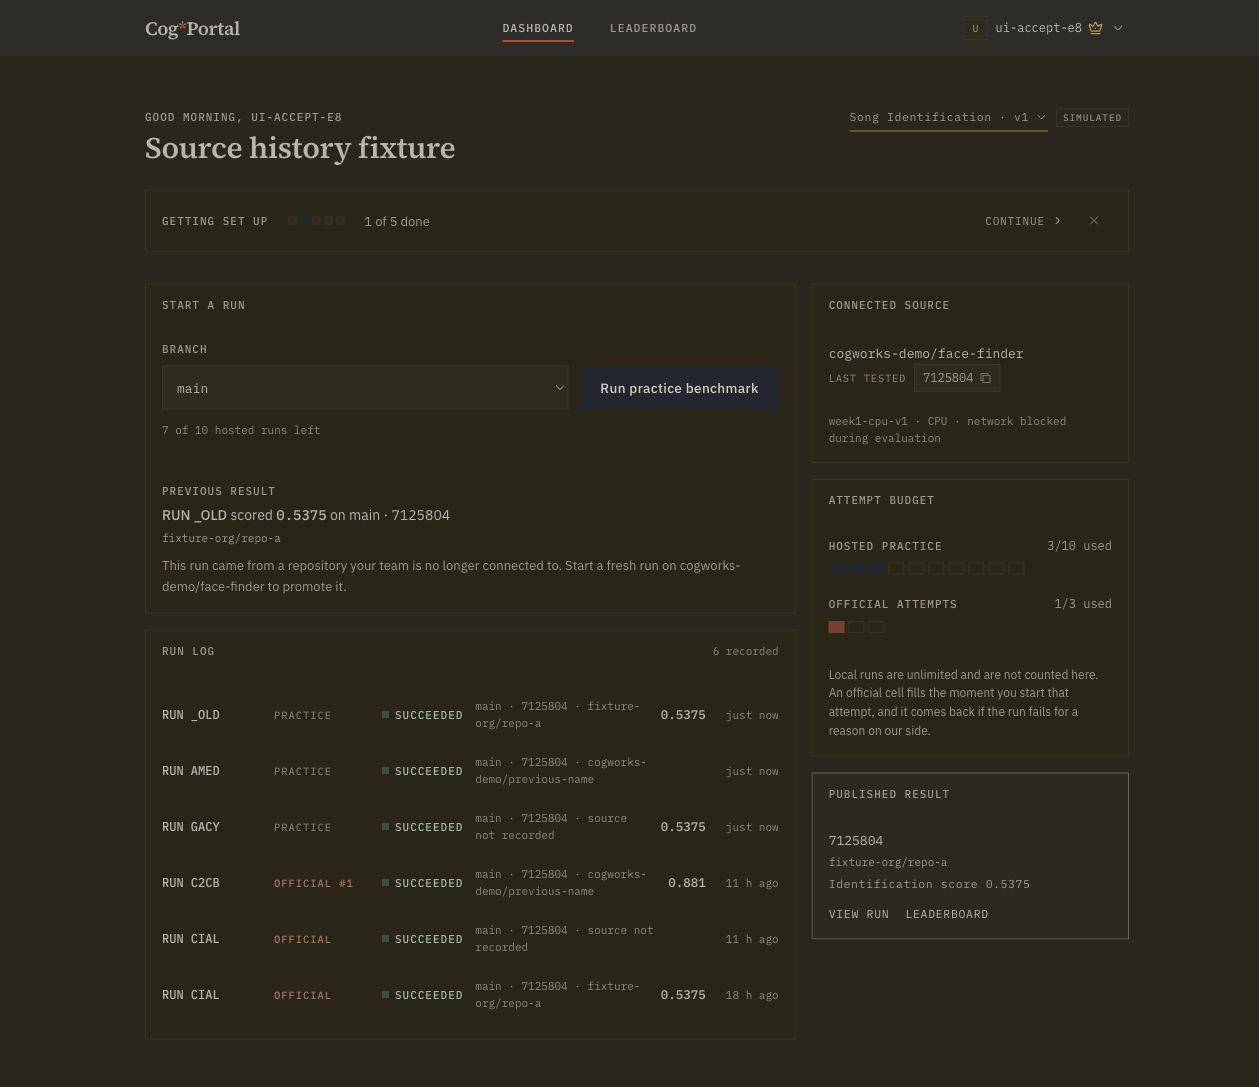 Cog*Portal
DASHBOARD
LEADERBOARD
U
ui-accept-e8
GOOD MORNING, UI-ACCEPT-E8
Source history fixture
Song Identification · v1
SIMULATED
GETTING SET UP
1 of 5 done
CONTINUE
START A RUN
BRANCH
main
Run practice benchmark
7 of 10 hosted runs left
PREVIOUS RESULT
RUN _OLD scored 0.5375 on main · 7125804
fixture-org/repo-a
This run came from a repository your team is no longer connected to. Start a fresh run on cogworks-
demo/face-finder to promote it.
RUN LOG
6 recorded
RUN _OLD PRACTICE SUCCEEDED main · 7125804 · fixture- 0.5375 just now
org/repo-a
RUN AMED PRACTICE SUCCEEDED main · 7125804 · cogworks- just now
demo/previous-name
RUN GACY PRACTICE SUCCEEDED main · 7125804 · source 0.5375 just now
not recorded
RUN C2CB OFFICIAL #1 SUCCEEDED main · 7125804 · cogworks- 0.881 11 h ago
demo/previous-name
RUN CIAL OFFICIAL SUCCEEDED main · 7125804 · source not 11 h ago
recorded
RUN CIAL OFFICIAL SUCCEEDED main · 7125804 · fixture- 0.5375 18 h ago
org/repo-a
CONNECTED SOURCE
cogworks-demo/face-finder
LAST TESTED 7125804
week1-cpu-v1 · CPU · network blocked
during evaluation
ATTEMPT BUDGET
HOSTED PRACTICE 3/10 used
OFFICIAL ATTEMPTS 1/3 used
Local runs are unlimited and are not counted here.
An official cell fills the moment you start that
attempt, and it comes back if the run fails for a
reason on our side.
PUBLISHED RESULT
7125804
fixture-org/repo-a
Identification score 0.5375
VIEW RUN LEADERBOARD